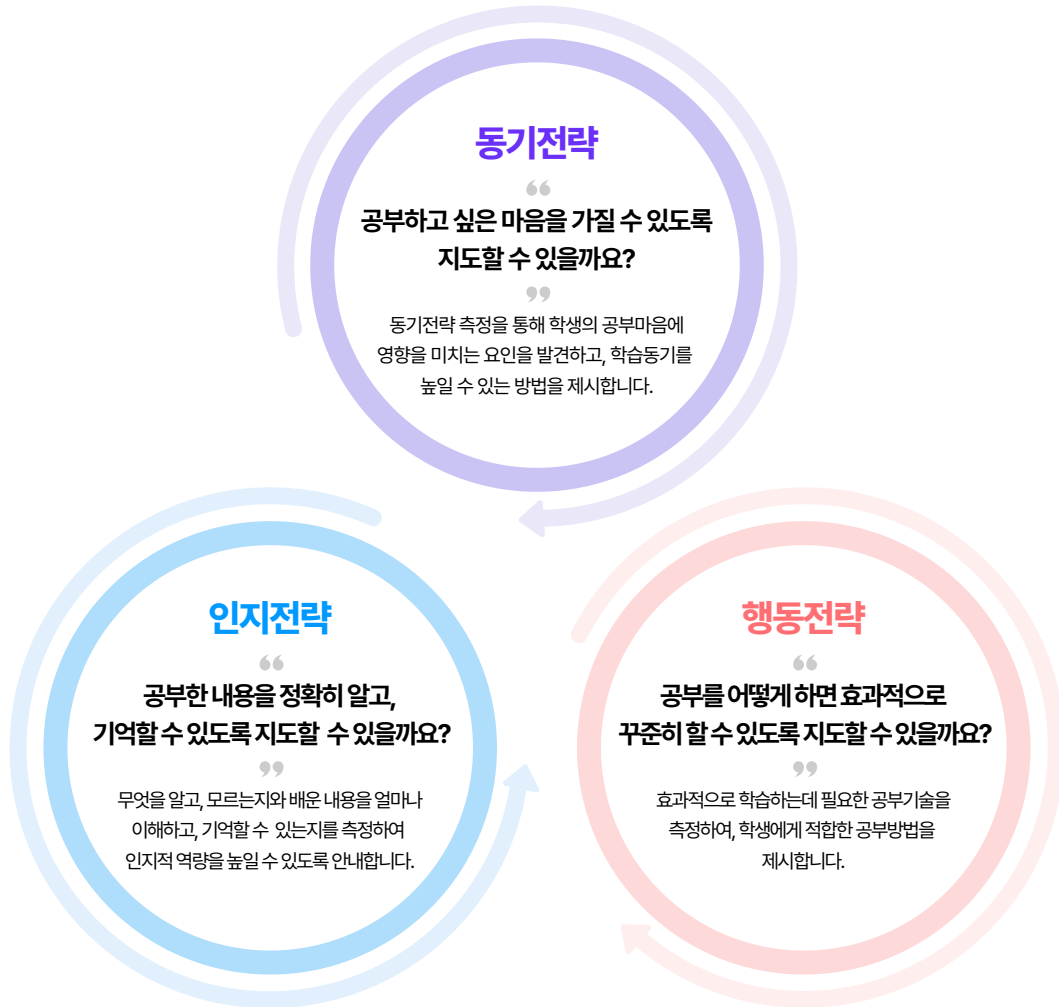 동기전략
“
공부하고 싶은 마음을 가질 수 있도록
지도할 수 있을까요?
”
동기전략 측정을 통해 학생의 공부마음에
영향을 미치는 요인을 발견하고, 학습동기를
높일 수 있는 방법을 제시합니다.
인지전략
“
공부한 내용을 정확히 알고,
기억할 수 있도록 지도할 수 있을까요?
”
무엇을 알고, 모르는지와 배운 내용을 얼마나
이해하고, 기억할 수 있는지를 측정하여
인지적 역량을 높일 수 있도록 안내합니다.
행동전략
“
공부를 어떻게 하면 효과적으로
꾸준히 할 수 있도록 지도할 수 있을까요?
”
효과적으로 학습하는데 필요한 공부기술을
측정하여, 학생에게 적합한 공부방법을
제시합니다.